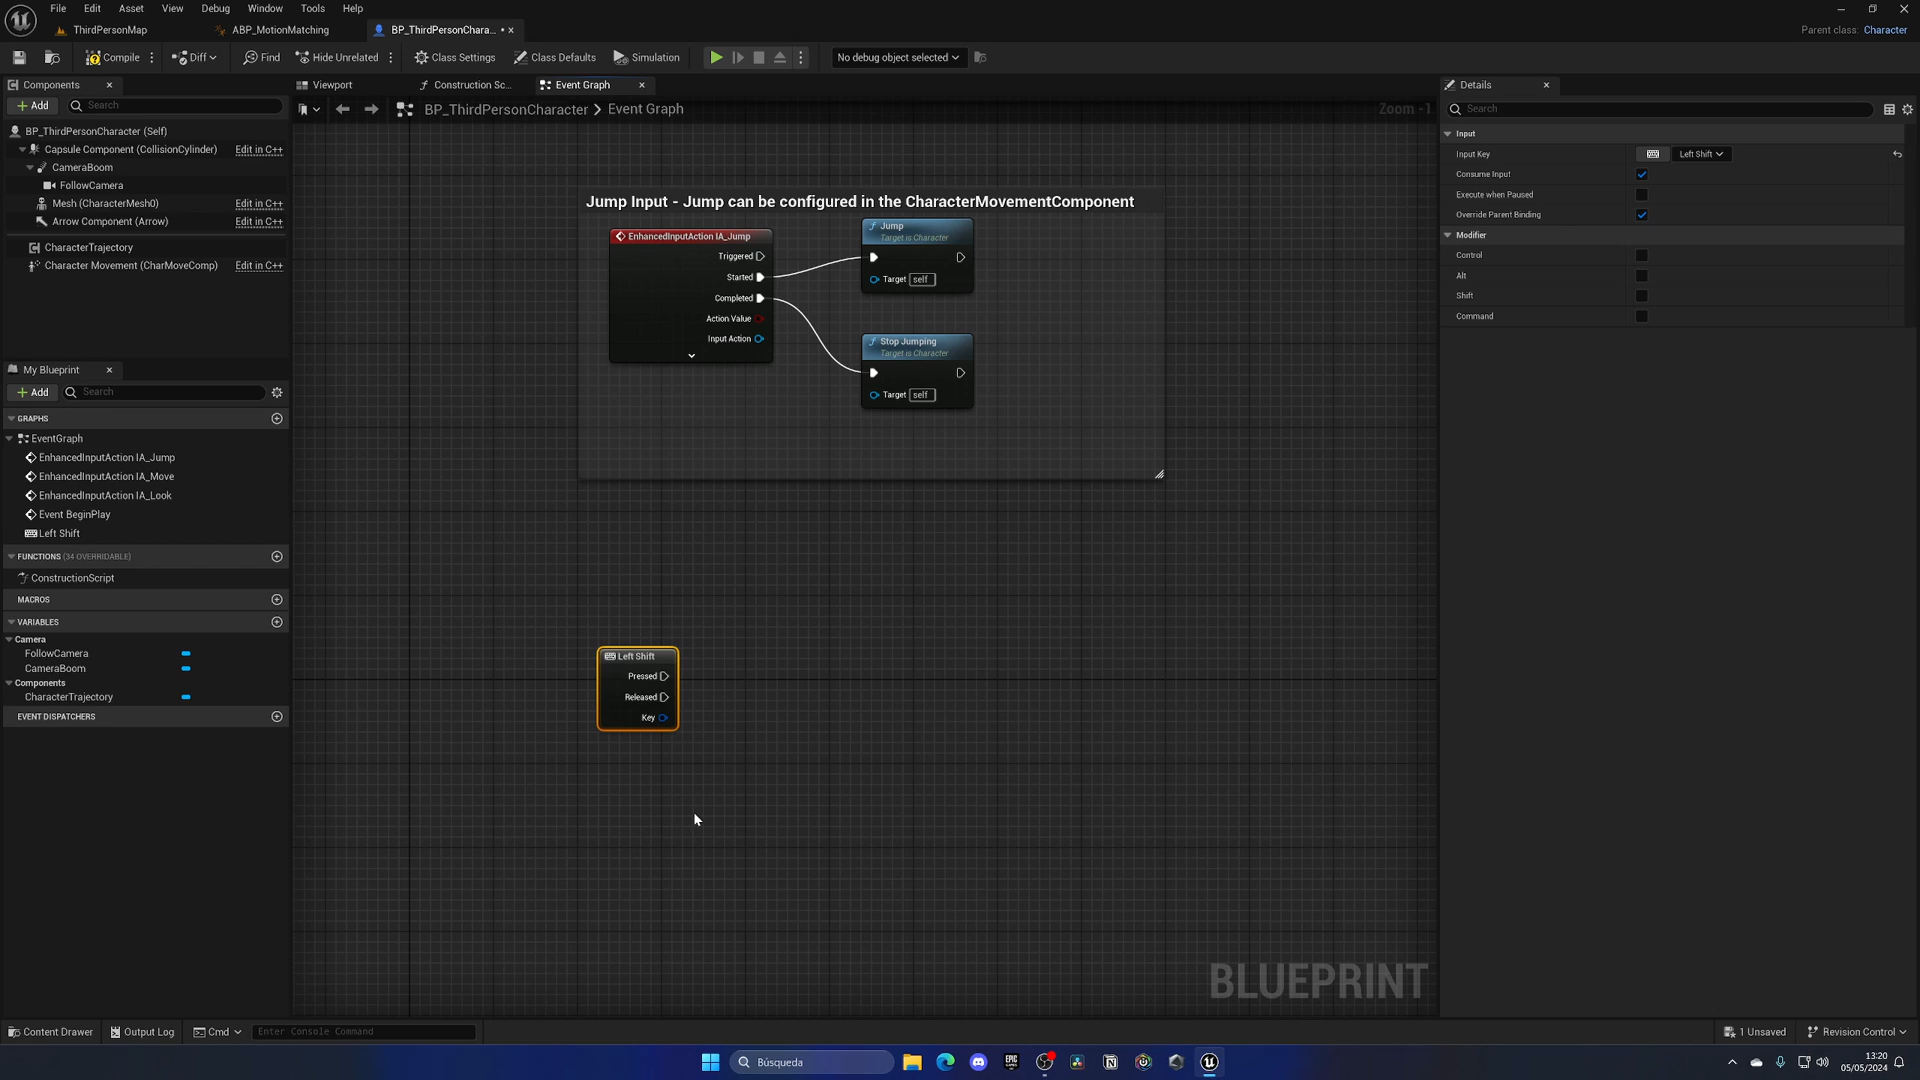 File Edit Asset View Debug Window Tools Help
ThirdPersonMap ABP_MotionMatching BP_ThirdPersonChara... •
Parent class: Character
Compile Diff Find Hide Unrelated Class Settings Class Defaults Simulation No debug object selected
Components
Add Search
BP_ThirdPersonCharacter (Self)
Capsule Component (CollisionCylinder) Edit in C++
CameraBoom
FollowCamera
Mesh (CharacterMesh0) Edit in C++
Arrow Component (Arrow) Edit in C++
CharacterTrajectory
Character Movement (CharMoveComp) Edit in C++
My Blueprint
Add Search
GRAPHS
EventGraph
EnhancedInputAction IA_Jump
EnhancedInputAction IA_Move
EnhancedInputAction IA_Look
Event BeginPlay
Left Shift
FUNCTIONS (34 OVERRIDABLE)
ConstructionScript
MACROS
VARIABLES
Camera
FollowCamera
CameraBoom
Components
CharacterTrajectory
EVENT DISPATCHERS
Viewport Construction Sc... Event Graph
BP_ThirdPersonCharacter > Event Graph Zoom -1
Jump Input - Jump can be configured in the CharacterMovementComponent
EnhancedInputAction IA_Jump
Triggered
Started
Completed
Action Value
Input Action
Jump
Target is Character
Target self
Stop Jumping
Target is Character
Target self
Left Shift
Pressed
Released
Key
BLUEPRINT
Details
Search
Input
Input Key Left Shift
Consume Input
Execute when Paused
Override Parent Binding
Modifier
Control
Alt
Shift
Command
Content Drawer Output Log Cmd Enter Console Command 1 Unsaved Revision Control
Búsqueda
EPIC GAMES
13:20
05/05/2024